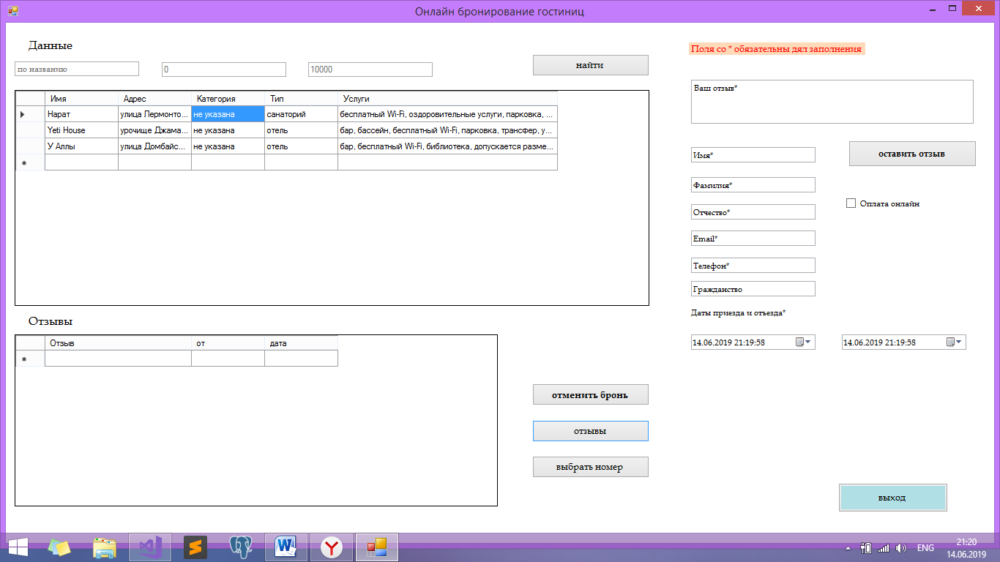 Онлайн бронирование гостиниц
Данные
по названию
0
10000
найти
Имя Адрес Категория Тип Услуги
Нарат улица Лермонто... не указана санаторий бесплатный Wi-Fi, оздоровительные услуги, парковка, ...
Yeti House урочище Джама... не указана отель бар, бассейн, бесплатный Wi-Fi, парковка, трансфер, у...
У Аллы улица Домбайс... не указана отель бар, бесплатный Wi-Fi, библиотека, допускается разме...
Отзывы
Отзыв от дата
отменить бронь
отзывы
выбрать номер
Поля со * обязательны дял заполнения
Ваш отзыв*
Имя*
оставить отзыв
Фамилия*
Оплата онлайн
Отчество*
Email*
Телефон*
Гражданство
Даты приезда и отъезда*
14.06.2019 21:19:58
14.06.2019 21:19:58
выход
ENG
21:20
14.06.2019